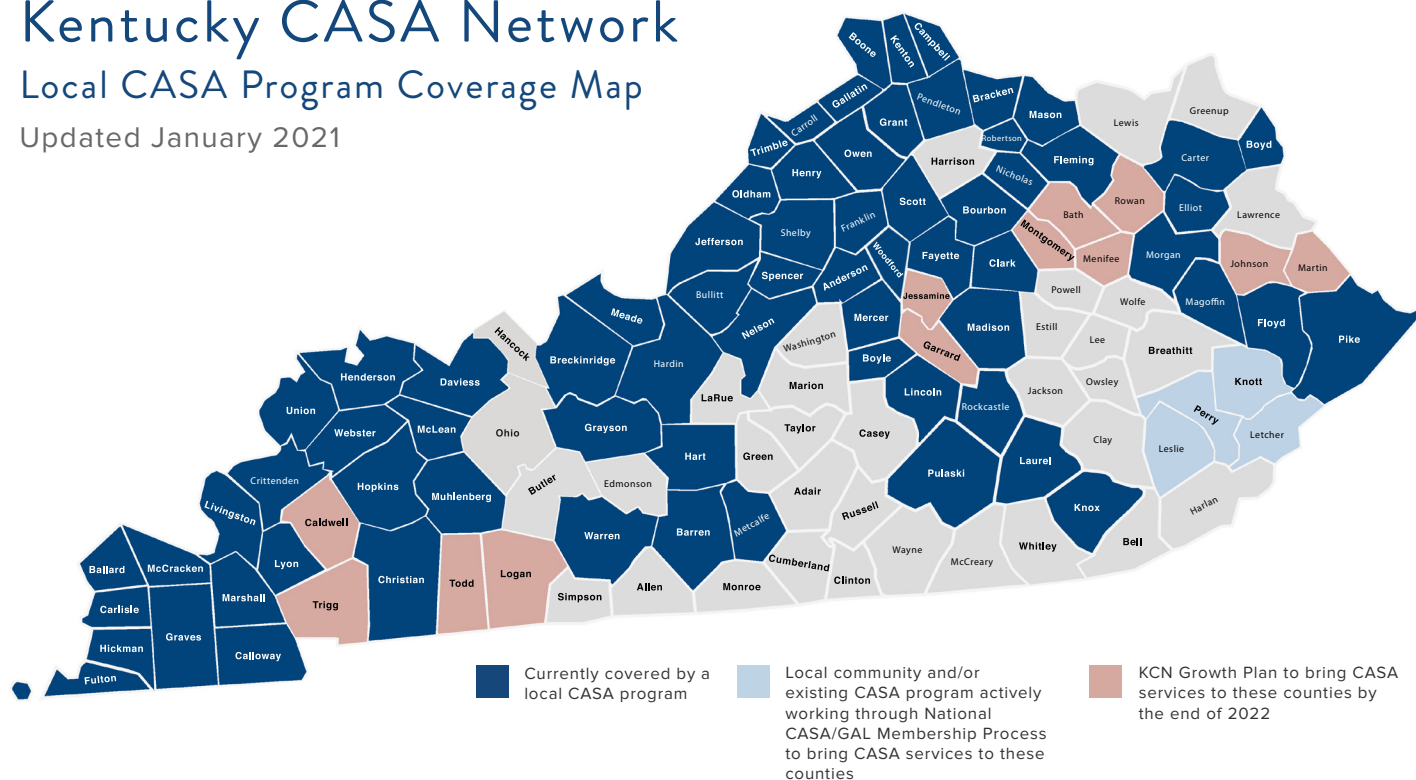 Kentucky CASA Network
Local CASA Program Coverage Map
Updated January 2021
Boone
Kenton
Campbell
Gallatin
Carroll
Trimble
Grant
Pendleton
Bracken
Mason
Lewis
Greenup
Robertson
Owen
Henry
Harrison
Fleming
Carter
Boyd
Oldham
Nicholas
Scott
Bourbon
Rowan
Bath
Elliot
Lawrence
Jefferson
Shelby
Franklin
Montgomery
Menifee
Morgan
Johnson
Martin
Spencer
Anderson
Woodford
Fayette
Clark
Bullitt
Jessamine
Powell
Wolfe
Magoffin
Floyd
Pike
Meade
Nelson
Mercer
Madison
Estill
Lee
Breathitt
Hancock
Breckinridge
Hardin
Washington
Boyle
Garrard
Henderson
Daviess
LaRue
Marion
Lincoln
Rockcastle
Jackson
Owsley
Knott
Union
Webster
McLean
Ohio
Grayson
Taylor
Casey
Clay
Perry
Leslie
Letcher
Hart
Green
Crittenden
Hopkins
Muhlenberg
Butler
Edmonson
Adair
Pulaski
Laurel
Livingston
Caldwell
Russell
Knox
Harlan
Warren
Barren
Metcalfe
Ballard
McCracken
Lyon
Christian
Todd
Logan
Simpson
Allen
Monroe
Cumberland
Clinton
Wayne
McCreary
Whitley
Bell
Carlisle
Marshall
Trigg
Hickman
Graves
Calloway
Fulton
Currently covered by a
local CASA program
Local community and/or
existing CASA program actively
working through National
CASA/GAL Membership Process
to bring CASA services to these
counties
KCN Growth Plan to bring CASA
services to these counties by
the end of 2022